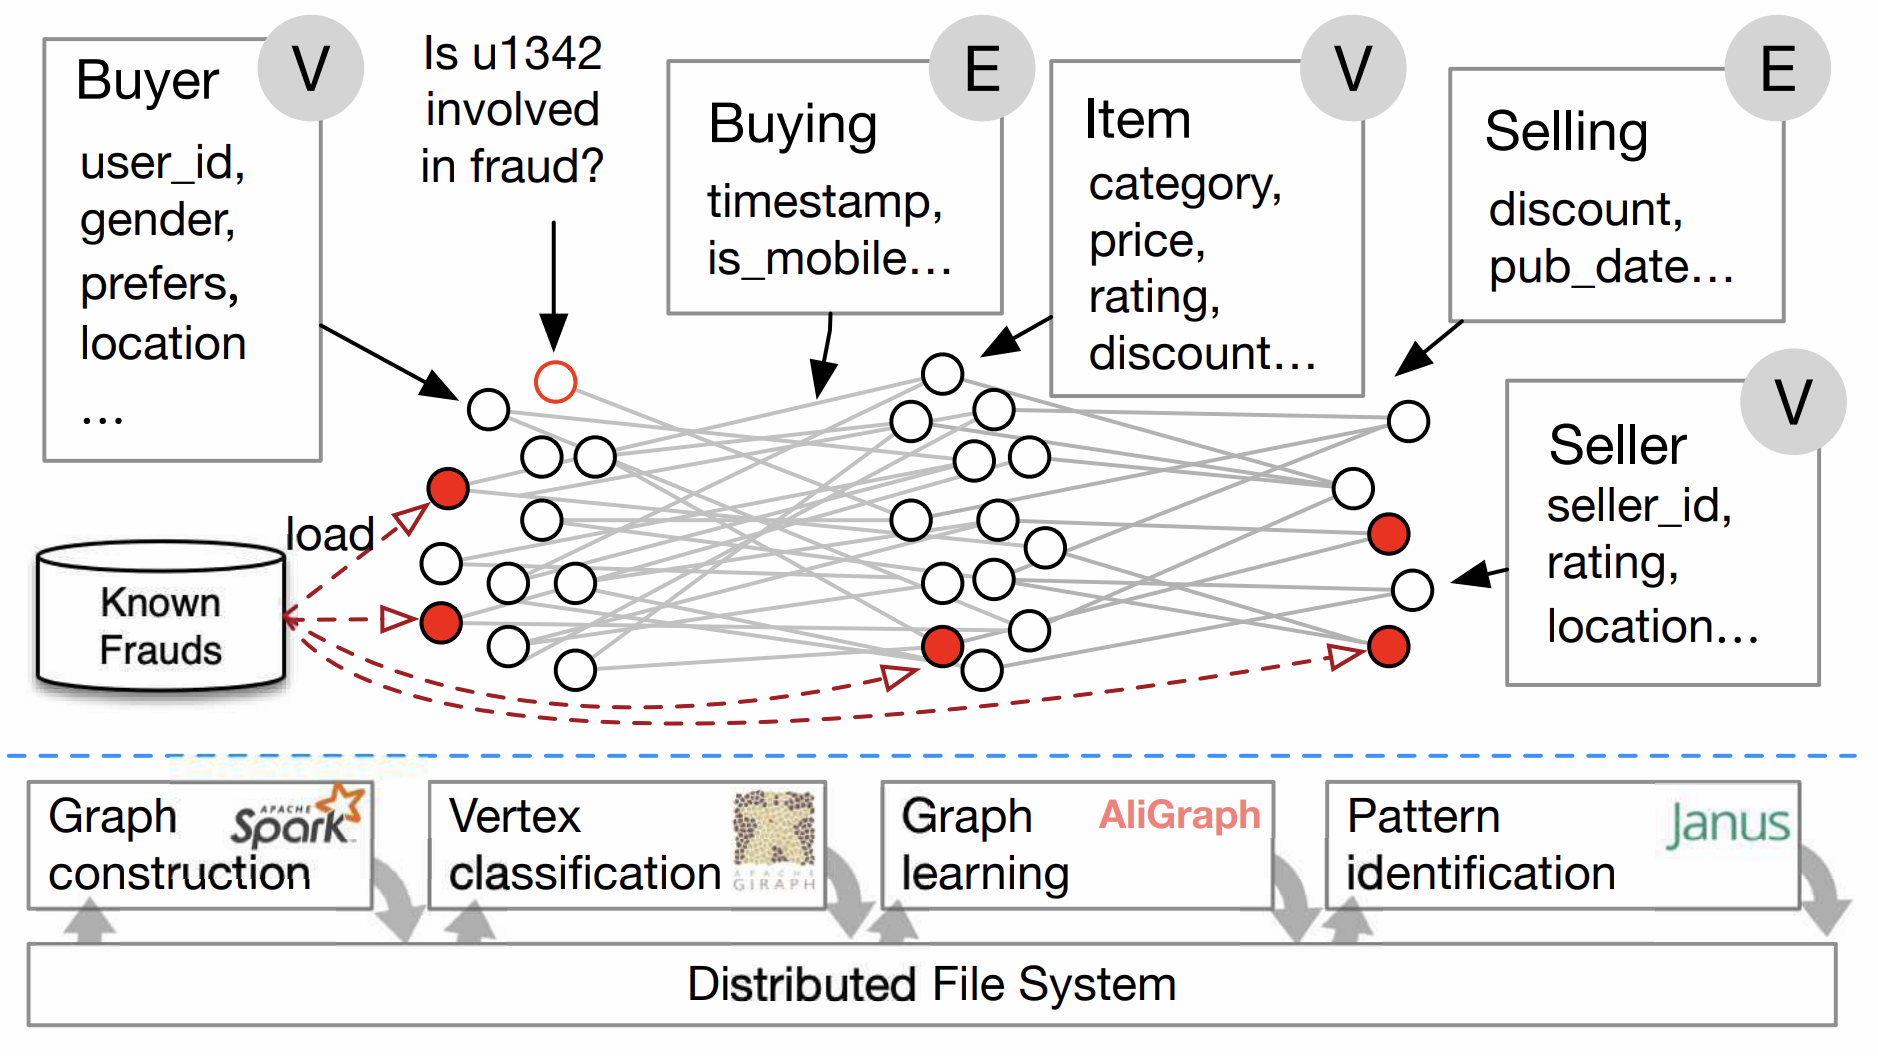 Buyer
V
user_id,
gender,
prefers,
location
...
Is u1342
involved
in fraud?
Buying
E
timestamp,
is_mobile...
Item
V
category,
price,
rating,
discount...
Selling
E
discount,
pub_date...
Seller
V
seller_id,
rating,
location...
load
Known
Frauds
Graph
construction
APACHE
Spark
Vertex
classification
APACHE
GIRAPH
Graph
learning
AliGraph
Pattern
identification
Janus
Distributed File System